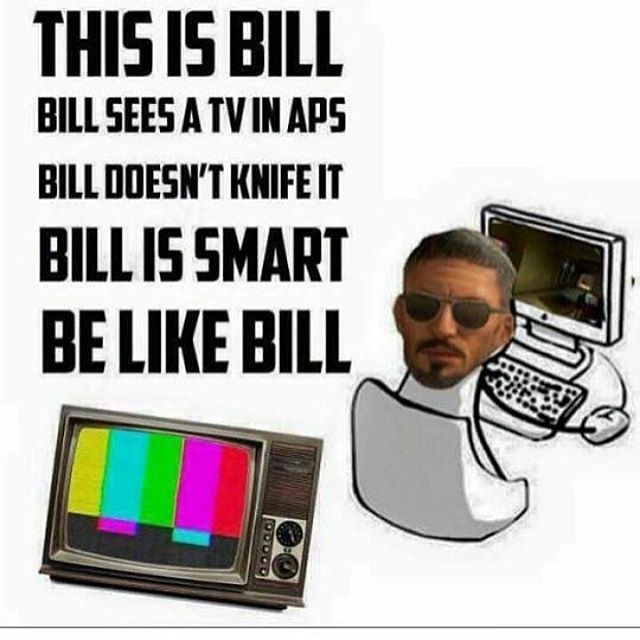 THIS IS BILL
BILL SEES A TV IN APS
BILL DOESN'T KNIFE IT
BILL IS SMART
BE LIKE BILL